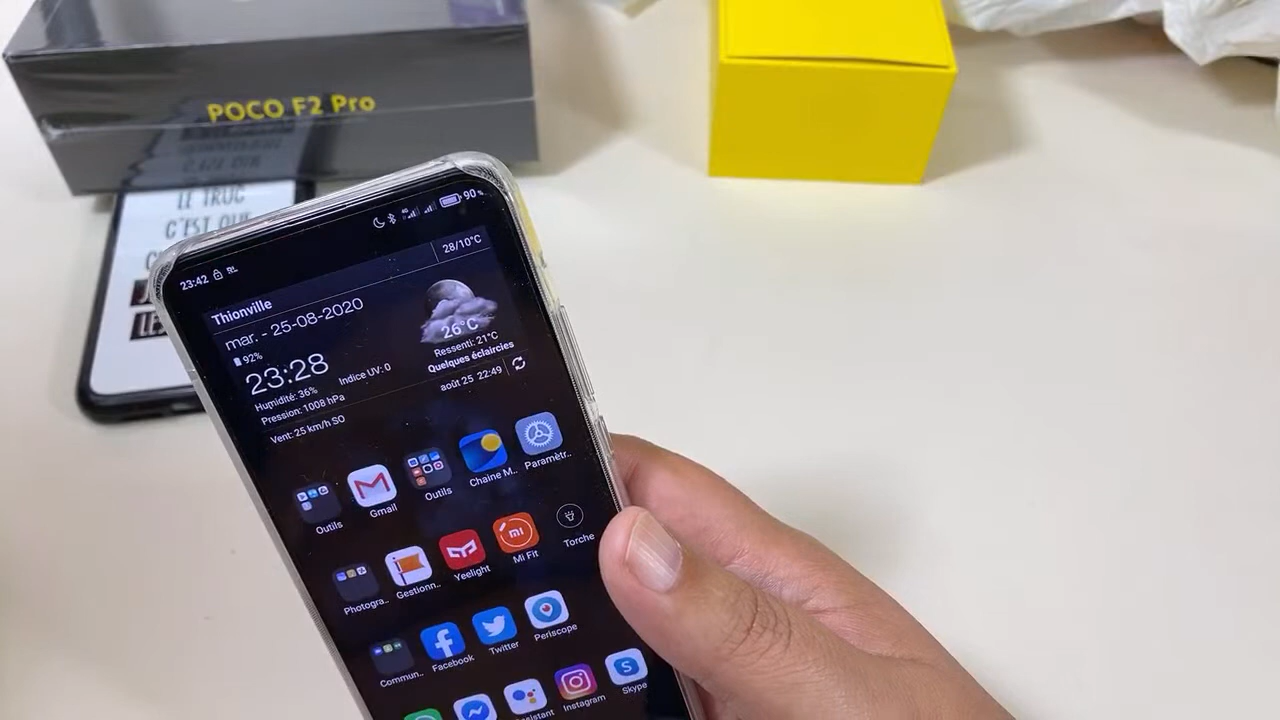 POCO F2 Pro
C'EST QUE
LE TRUC
C'EST QUE
90%
23:42
Thionville
28/10°C
mar. - 25-08-2020
92%
23:28
Indice UV: 0
Humidité: 36%
Pression: 1008 hPa
Vent: 25 km/h SO
26°C
Ressenti: 21°C
Quelques éclaircies
août 25 22:49
Outils
Gmail
Outils
Chaine M..
Paramètr..
Photogra..
Gestionn..
Yeelight
Mi Fit
Torche
Commun..
Facebook
Twitter
Periscope
Assistant
Instagram
Skype